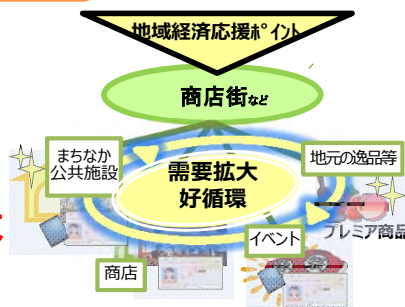 地域経済応援ﾎﾟｲﾝﾄ
商店街など
まちなか
公共施設
地元の逸品等
需要拡大
好循環
プレミア商品
イベント
商店